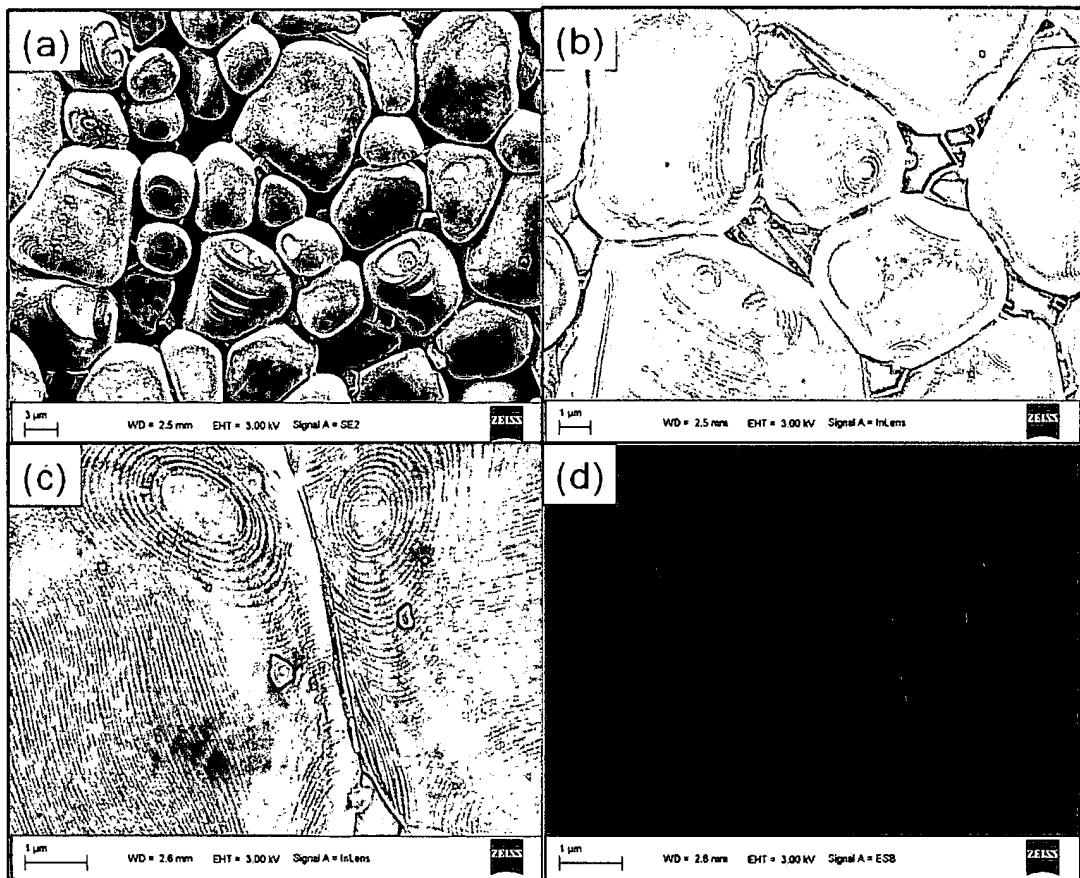 (a)
(b)
3 µm
WD = 2.5 mm EHT = 3.00 kV Signal A = SE2
ZEISS
1 µm
WD = 2.5 mm EHT = 3.00 kV Signal A = InLens
ZEISS
(c)
(d)
1 µm
WD = 2.6 mm EHT = 3.00 kV Signal A = InLens
ZEISS
1 µm
WD = 2.6 mm EHT = 3.00 kV Signal A = ESB
ZEISS